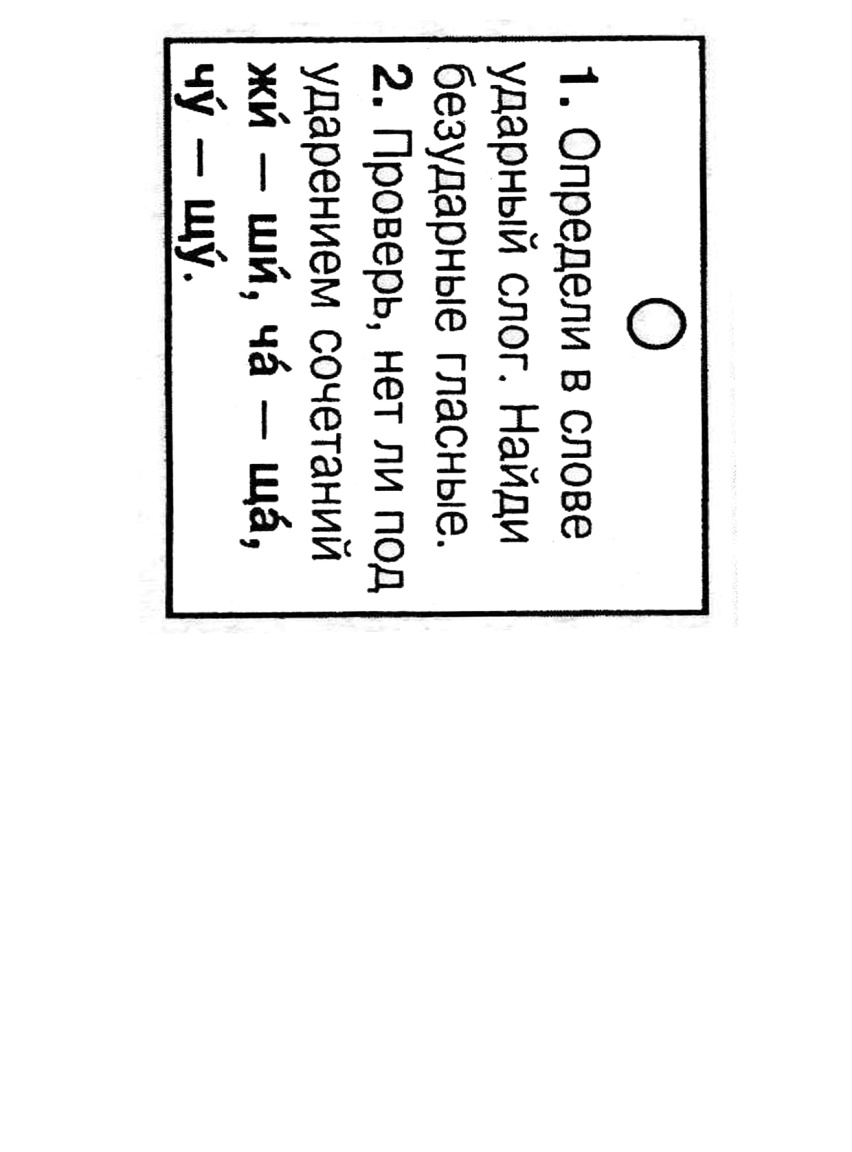 1. Определи в слове
ударный слог. Найди
безударные гласные.
2. Проверь, нет ли под
ударением сочетаний
жи́ — ши́, ча́ — ща́,
чу́ — щу́.